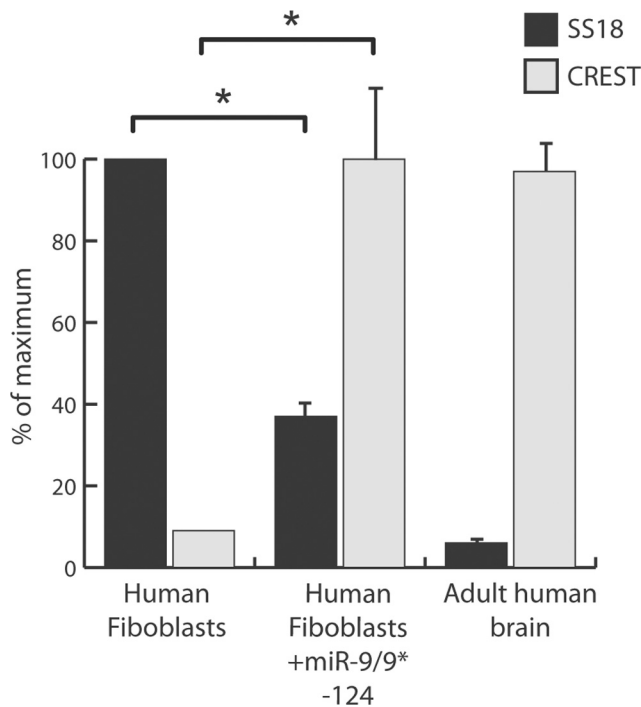 *
SS18
CREST
*
100
80
60
40
20
0
% of maximum
Human
Fiboblasts
Human
Fiboblasts
+miR-9/9*
-124
Adult human
brain